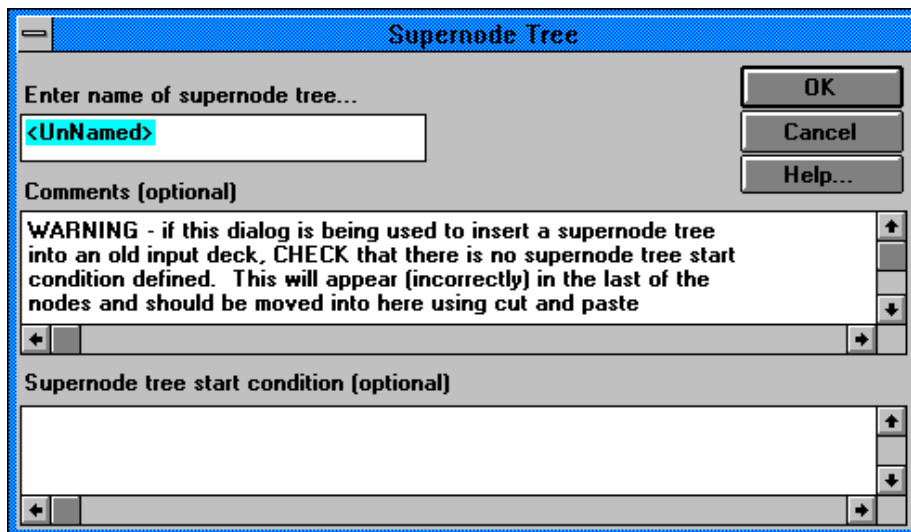 Supernode Tree
Enter name of supernode tree...
<UnNamed>
OK
Cancel
Help...
Comments (optional)
WARNING - if this dialog is being used to insert a supernode tree
into an old input deck, CHECK that there is no supernode tree start
condition defined.  This will appear (incorrectly) in the last of the
nodes and should be moved into here using cut and paste
Supernode tree start condition (optional)